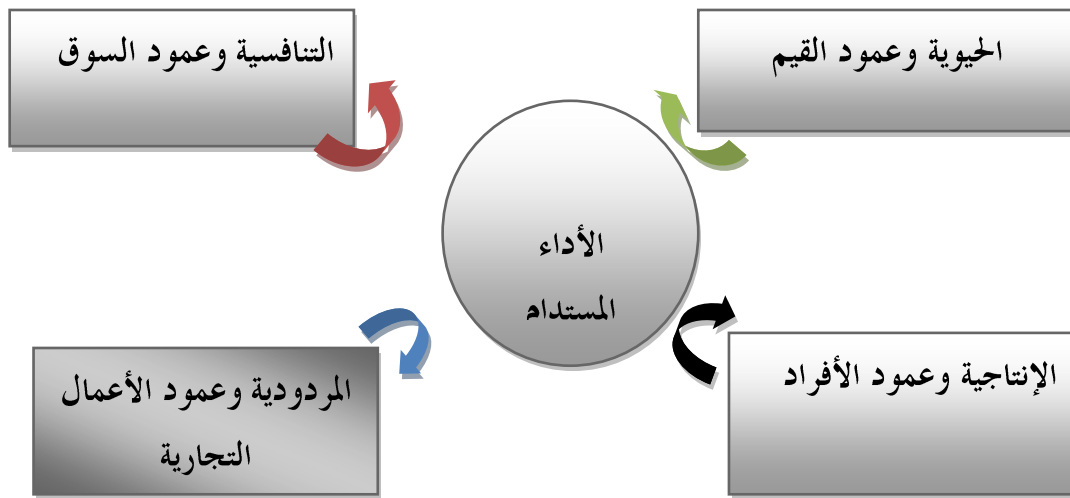 الحيوية وعمود القيم
التنافسية وعمود السوق
الأداء
المستدام
الإنتاجية وعمود الأفراد
المردودية وعمود الأعمال
التجارية